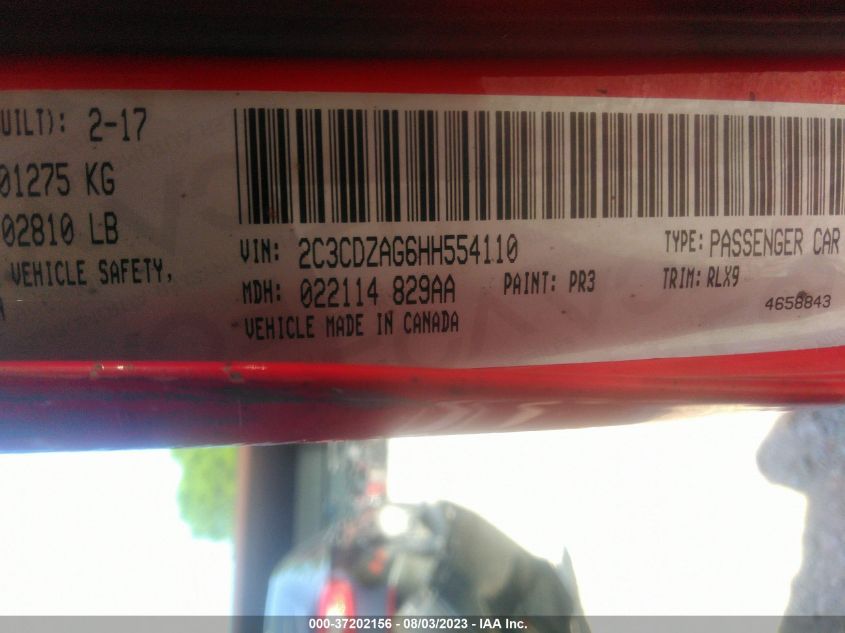 UILT): 2-17
01275 KG
02810 LB
VEHICLE SAFETY,
VIN: 2C3CDZAG6HH554110
TYPE: PASSENGER CAR
MDH: 022114 829AA
PAINT: PR3
TRIM: RLX9
VEHICLE MADE IN CANADA
4658843
000-37202156 - 08/03/2023 - IAA Inc.